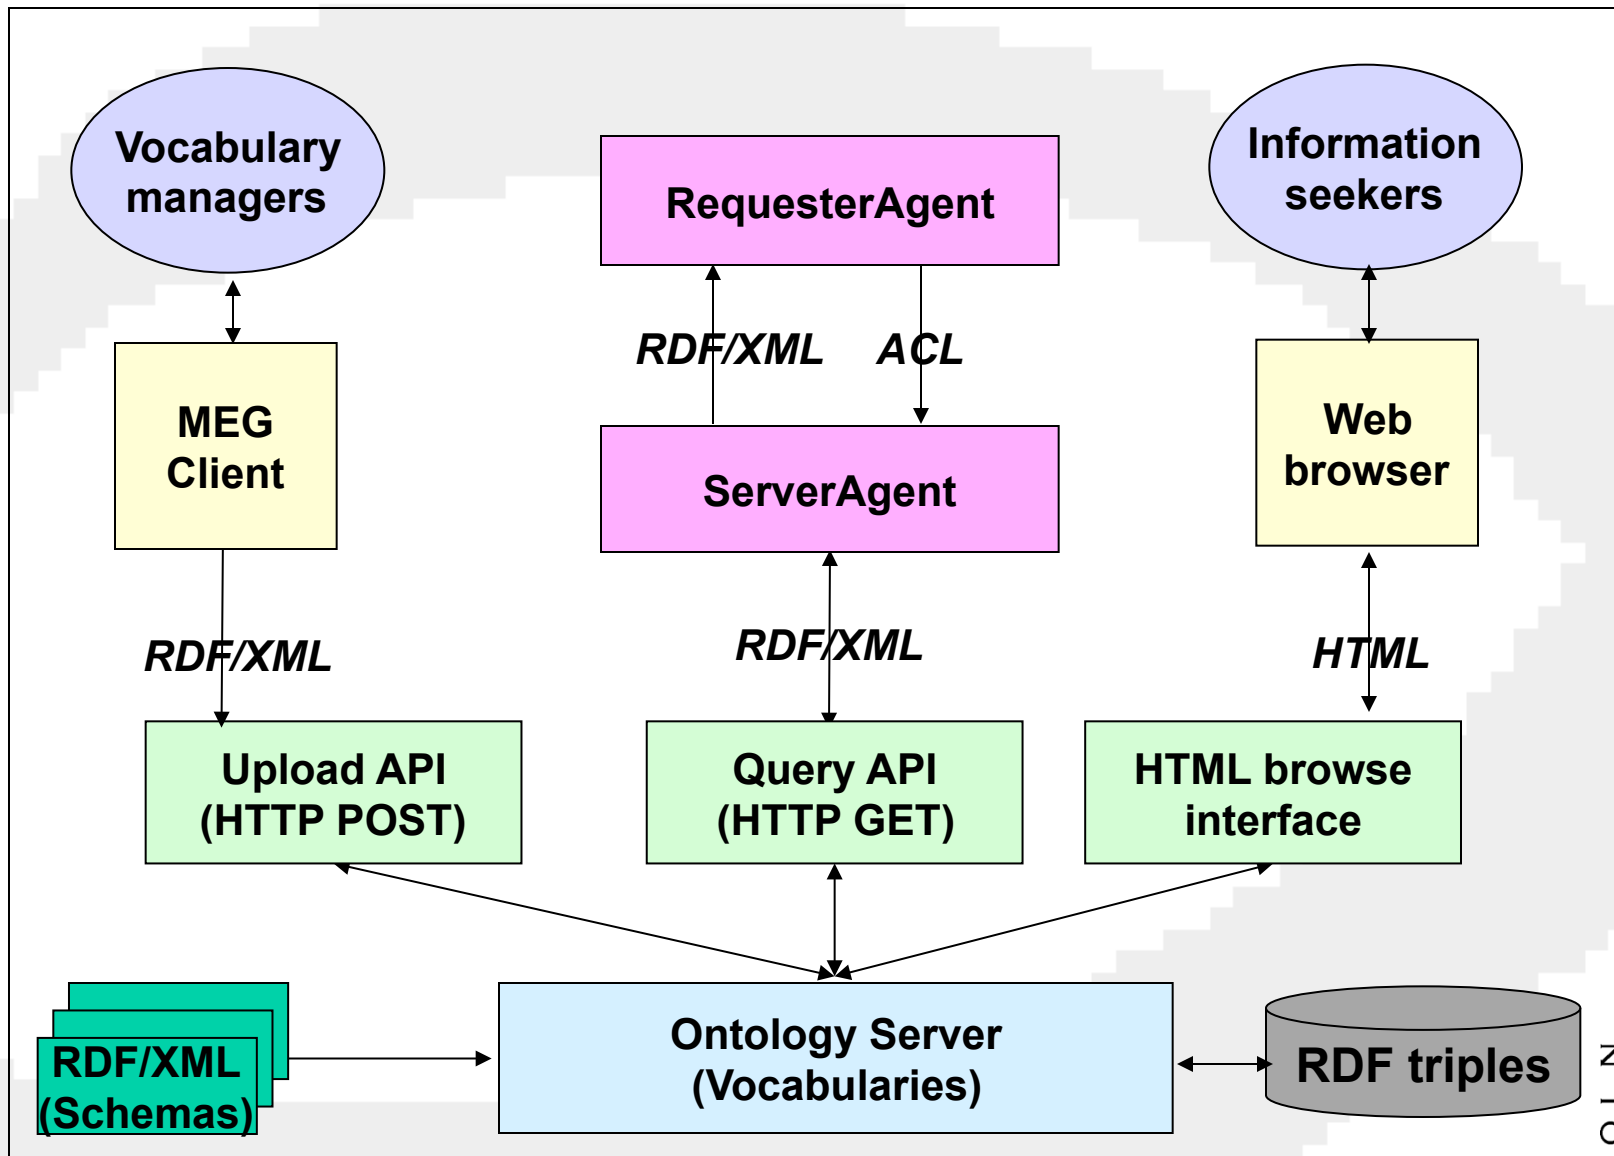 Vocabulary
managers
RequesterAgent
Information
seekers
RDF/XML
ACL
MEG
Client
Web
browser
ServerAgent
RDF/XML
RDF/XML
HTML
Upload API
(HTTP POST)
Query API
(HTTP GET)
HTML browse
interface
RDF/XML
(Schemas)
Ontology Server
(Vocabularies)
RDF triples